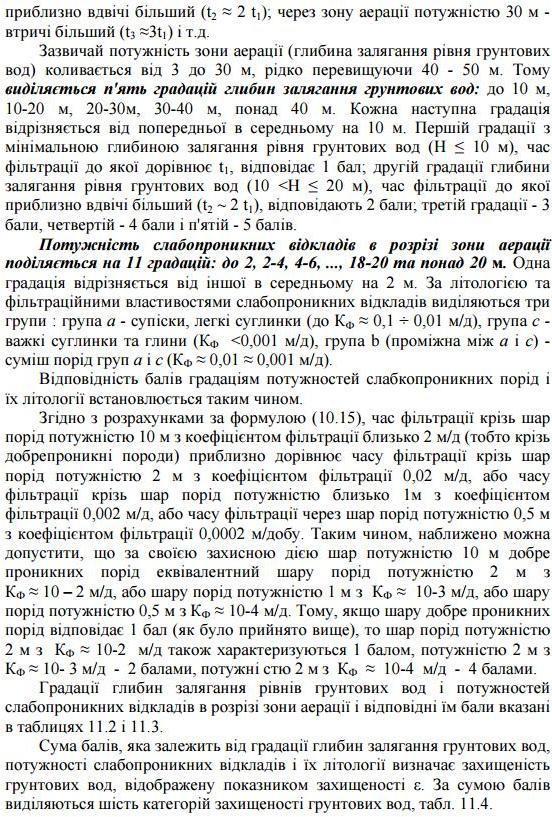 приблизно вдвічі більший (t₂ ≈ 2 t₁); через зону аерації потужністю 30 м -
втричі більший (t₃ ≈3t₁) і т.д.
Зазвичай потужність зони аерації (глибина залягання рівня грунтових
вод) коливається від 3 до 30 м, рідко перевищуючи 40 - 50 м. Тому
виділяється п'ять градацій глибин залягання грунтових вод: до 10 м,
10-20 м, 20-30м, 30-40 м, понад 40 м. Кожна наступна градація
відрізняється від попередньої в середньому на 10 м. Першій градації з
мінімальною глибиною залягання рівня грунтових вод (Н ≤ 10 м), час
фільтрації до якої дорівнює t₁, відповідає 1 бал; другій градації глибини
залягання рівня грунтових вод (10 <Н ≤ 20 м), час фільтрації до якої
приблизно вдвічі більший (t₂ ~ 2 t₁), відповідають 2 бали; третій градації - 3
бали, четвертій - 4 бали і п'ятій - 5 балів.
Потужність слабопроникних відкладів в розрізі зони аерації
поділяється на 11 градацій: до 2, 2-4, 4-6, ..., 18-20 та понад 20 м. Одна
градація відрізняється від іншої в середньому на 2 м. За літологією та
фільтраційними властивостями слабопроникних відкладів виділяються три
групи : група а - супіски, легкі суглинки (до КФ ≈ 0,1 ÷ 0,01 м/д), група с -
важкі суглинки та глини (КФ <0,001 м/д), група b (проміжна між а і с) -
суміш порід груп а і с (КФ ≈ 0,01 ≈ 0,001 м/д).
Відповідність балів градаціям потужностей слабкопроникних порід і
їх літології встановлюється таким чином.
Згідно з розрахунками за формулою (10.15), час фільтрації крізь шар
порід потужністю 10 м з коефіцієнтом фільтрації близько 2 м/д (тобто крізь
добрепроникні породи) приблизно дорівнює часу фільтрації крізь шар
порід потужністю 2 м з коефіцієнтом фільтрації 0,02 м/д, або часу
фільтрації крізь шар порід потужністю близько 1м з коефіцієнтом
фільтрації 0,002 м/д, або часу фільтрації через шар порід потужністю 0,5 м
з коефіцієнтом фільтрації 0,0002 м/добу. Таким чином, наближено можна
допустити, що за своєю захисною дією шар потужністю 10 м добре
проникних порід еквівалентний шару порід потужністю 2 м з
КФ ≈ 10 – 2 м/д, або шару порід потужністю 1 м з КФ ≈ 10-3 м/д, або шару
порід потужністю 0,5 м з КФ ≈ 10-4 м/д. Тому, якщо шару добре проникних
порід відповідає 1 бал (як було прийнято вище), то шар порід потужністю
2 м з КФ ≈ 10-2 м/д також характеризуються 1 балом, потужністю 2 м з
КФ ≈ 10- 3 м/д - 2 балами, потужні стю 2 м з КФ ≈ 10-4 м/д - 4 балами.
Градації глибин залягання рівнів грунтових вод і потужностей
слабопроникних відкладів в розрізі зони аерації і відповідні їм бали вказані
в таблицях 11.2 і 11.3.
Сума балів, яка залежить від градації глибин залягання грунтових вод,
потужності слабопроникних відкладів і їх літології визначає захищеність
грунтових вод, відображену показником захищеності ε. За сумою балів
виділяються шість категорій захищеності грунтових вод, табл. 11.4.